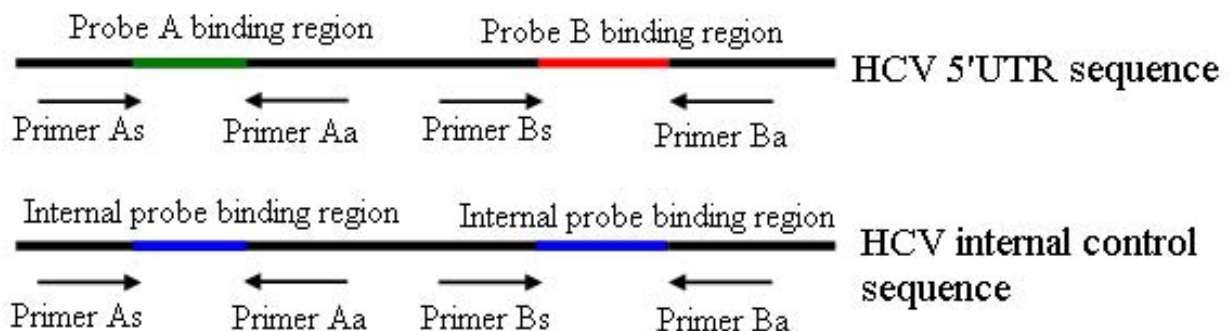 Probe A binding region
Probe B binding region
HCV 5'UTR sequence
Primer As
Primer Aa
Primer Bs
Primer Ba
Internal probe binding region
Internal probe binding region
HCV internal control
sequence
Primer As
Primer Aa
Primer Bs
Primer Ba